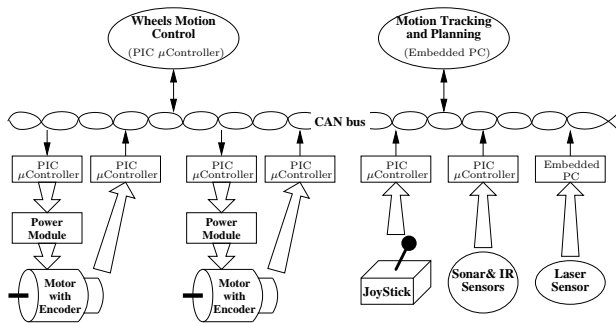 Wheels Motion
Control
(PIC μController)
Motion Tracking
and Planning
(Embedded PC)
CAN bus
PIC
μController
PIC
μController
PIC
μController
PIC
μController
PIC
μController
PIC
μController
Embedded
PC
Power
Module
Power
Module
Motor
with
Encoder
Motor
with
Encoder
JoyStick
Sonar& IR
Sensors
Laser
Sensor